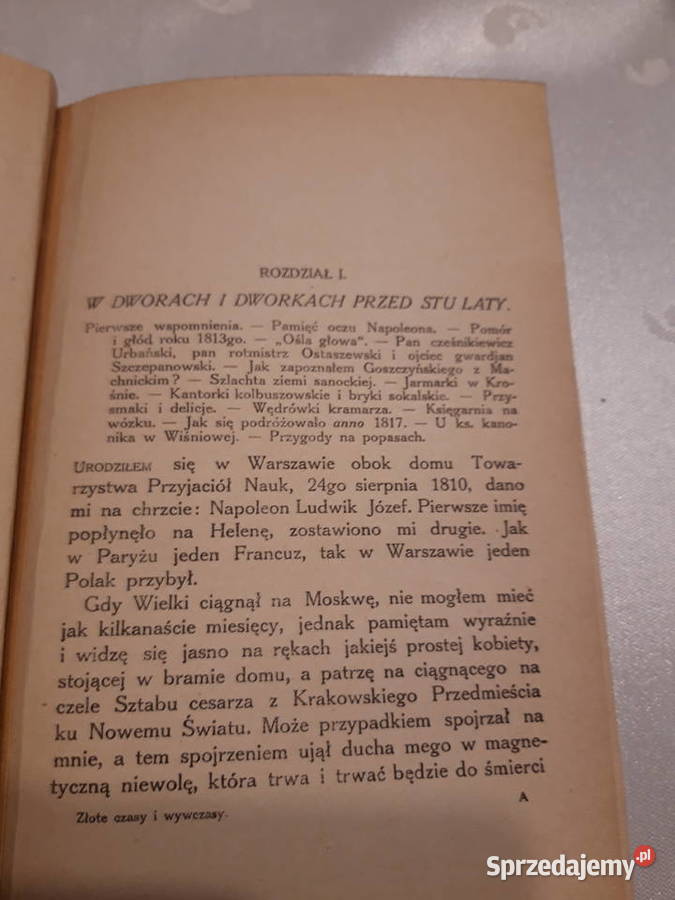 ROZDZIAŁ I.
W DWORACH I DWORKACH PRZED STU LATY.
Pierwsze wspomnienia. — Pamięć oczu Napoleona. — Pomór
i głód roku 1813go. — „Ośla głowa“. — Pan cześnikiewicz
Urbański, pan rotmistrz Ostaszewski i ojciec gwardjan
Szczepanowski. — Jak zapoznałem Goszczyńskiego z Ma-
chnickim? — Szlachta ziemi sanockiej. — Jarmarki w Kro-
śnie. — Kantorki kolbuszowskie i bryki sokalskie. — Przy-
smaki i delicje. — Wędrówki kramarza. — Księgarnia na
wózku. — Jak się podróżowało anno 1817. — U ks. kano-
nika w Wiśniowej. — Przygody na popasach.
URODZIŁEM się w Warszawie obok domu Towa-
rzystwa Przyjaciół Nauk, 24go sierpnia 1810, dano
mi na chrzcie: Napoleon Ludwik Józef. Pierwsze imię
popłynęło na Helenę, zostawiono mi drugie. Jak
w Paryżu jeden Francuz, tak w Warszawie jeden
Polak przybył.
Gdy Wielki ciągnął na Moskwę, nie mogłem mieć
jak kilkanaście miesięcy, jednak pamiętam wyraźnie
i widzę się jasno na rękach jakiejś prostej kobiety,
stojącej w bramie domu, a patrzę na ciągnącego na
czele Sztabu cesarza z Krakowskiego Przedmieścia
ku Nowemu Światu. Może przypadkiem spojrzał na
mnie, a tem spojrzeniem ujął ducha mego w magne-
tyczną niewolę, która trwa i trwać będzie do śmierci
A
Złote czasy i wywczasy.
Sprzedajemy.pl